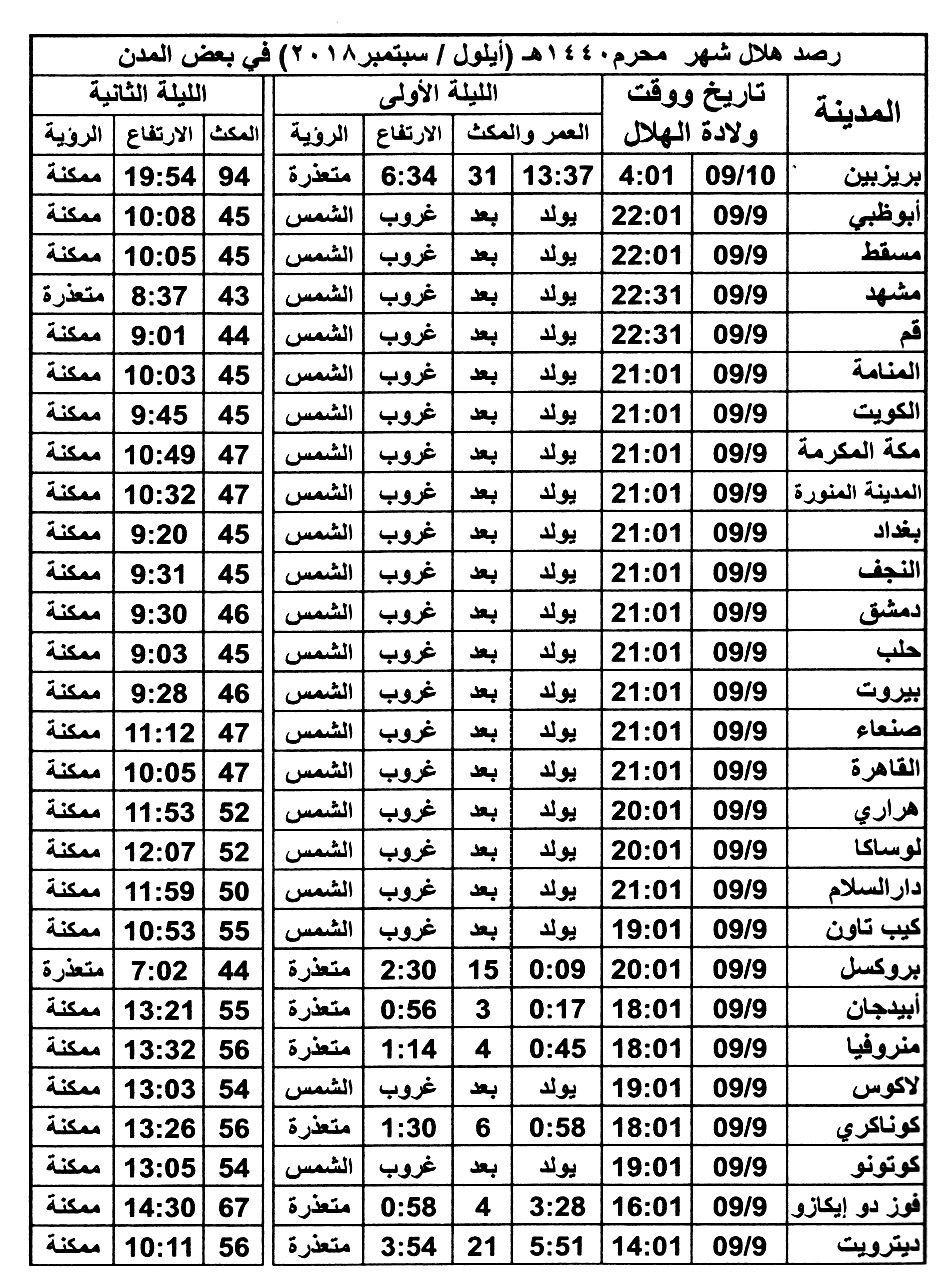 رصد هلال شهر محرم١٤٤٠هـ (أيلول / سبتمبر٢٠١٨) في بعض المدن
المدينة تاريخ ووقت ولادة الهلال الليلة الأولى الليلة الثانية
العمر والمكث الارتفاع الرؤية المكث الارتفاع الرؤية
بريزبين 09/10 4:01 13:37 31 6:34 متعذرة 94 19:54 ممكنة
أبوظبي 09/9 22:01 يولد بعد غروب الشمس 45 10:08 ممكنة
مسقط 09/9 22:01 يولد بعد غروب الشمس 45 10:05 ممكنة
مشهد 09/9 22:31 يولد بعد غروب الشمس 43 8:37 متعذرة
قم 09/9 22:31 يولد بعد غروب الشمس 44 9:01 ممكنة
المنامة 09/9 21:01 يولد بعد غروب الشمس 45 10:03 ممكنة
الكويت 09/9 21:01 يولد بعد غروب الشمس 45 9:45 ممكنة
مكة المكرمة 09/9 21:01 يولد بعد غروب الشمس 47 10:49 ممكنة
المدينة المنورة 09/9 21:01 يولد بعد غروب الشمس 47 10:32 ممكنة
بغداد 09/9 21:01 يولد بعد غروب الشمس 45 9:20 ممكنة
النجف 09/9 21:01 يولد بعد غروب الشمس 45 9:31 ممكنة
دمشق 09/9 21:01 يولد بعد غروب الشمس 46 9:30 ممكنة
حلب 09/9 21:01 يولد بعد غروب الشمس 45 9:03 ممكنة
بيروت 09/9 21:01 يولد بعد غروب الشمس 46 9:28 ممكنة
صنعاء 09/9 21:01 يولد بعد غروب الشمس 47 11:12 ممكنة
القاهرة 09/9 21:01 يولد بعد غروب الشمس 47 10:05 ممكنة
هراري 09/9 20:01 يولد بعد غروب الشمس 52 11:53 ممكنة
لوساكا 09/9 20:01 يولد بعد غروب الشمس 52 12:07 ممكنة
دارالسلام 09/9 21:01 يولد بعد غروب الشمس 50 11:59 ممكنة
كيب تاون 09/9 19:01 يولد بعد غروب الشمس 55 10:53 ممكنة
بروكسل 09/9 20:01 0:09 15 2:30 متعذرة 44 7:02 متعذرة
أبيدجان 09/9 18:01 0:17 3 0:56 متعذرة 55 13:21 ممكنة
منروفيا 09/9 18:01 0:45 4 1:14 متعذرة 56 13:32 ممكنة
لاكوس 09/9 19:01 يولد بعد غروب الشمس 54 13:03 ممكنة
كوناكري 09/9 18:01 0:58 6 1:30 متعذرة 56 13:26 ممكنة
كوتونو 09/9 19:01 يولد بعد غروب الشمس 54 13:05 ممكنة
فوز دو إيكازو 09/9 16:01 3:28 4 0:58 متعذرة 67 14:30 ممكنة
ديترويت 09/9 14:01 5:51 21 3:54 متعذرة 56 10:11 ممكنة